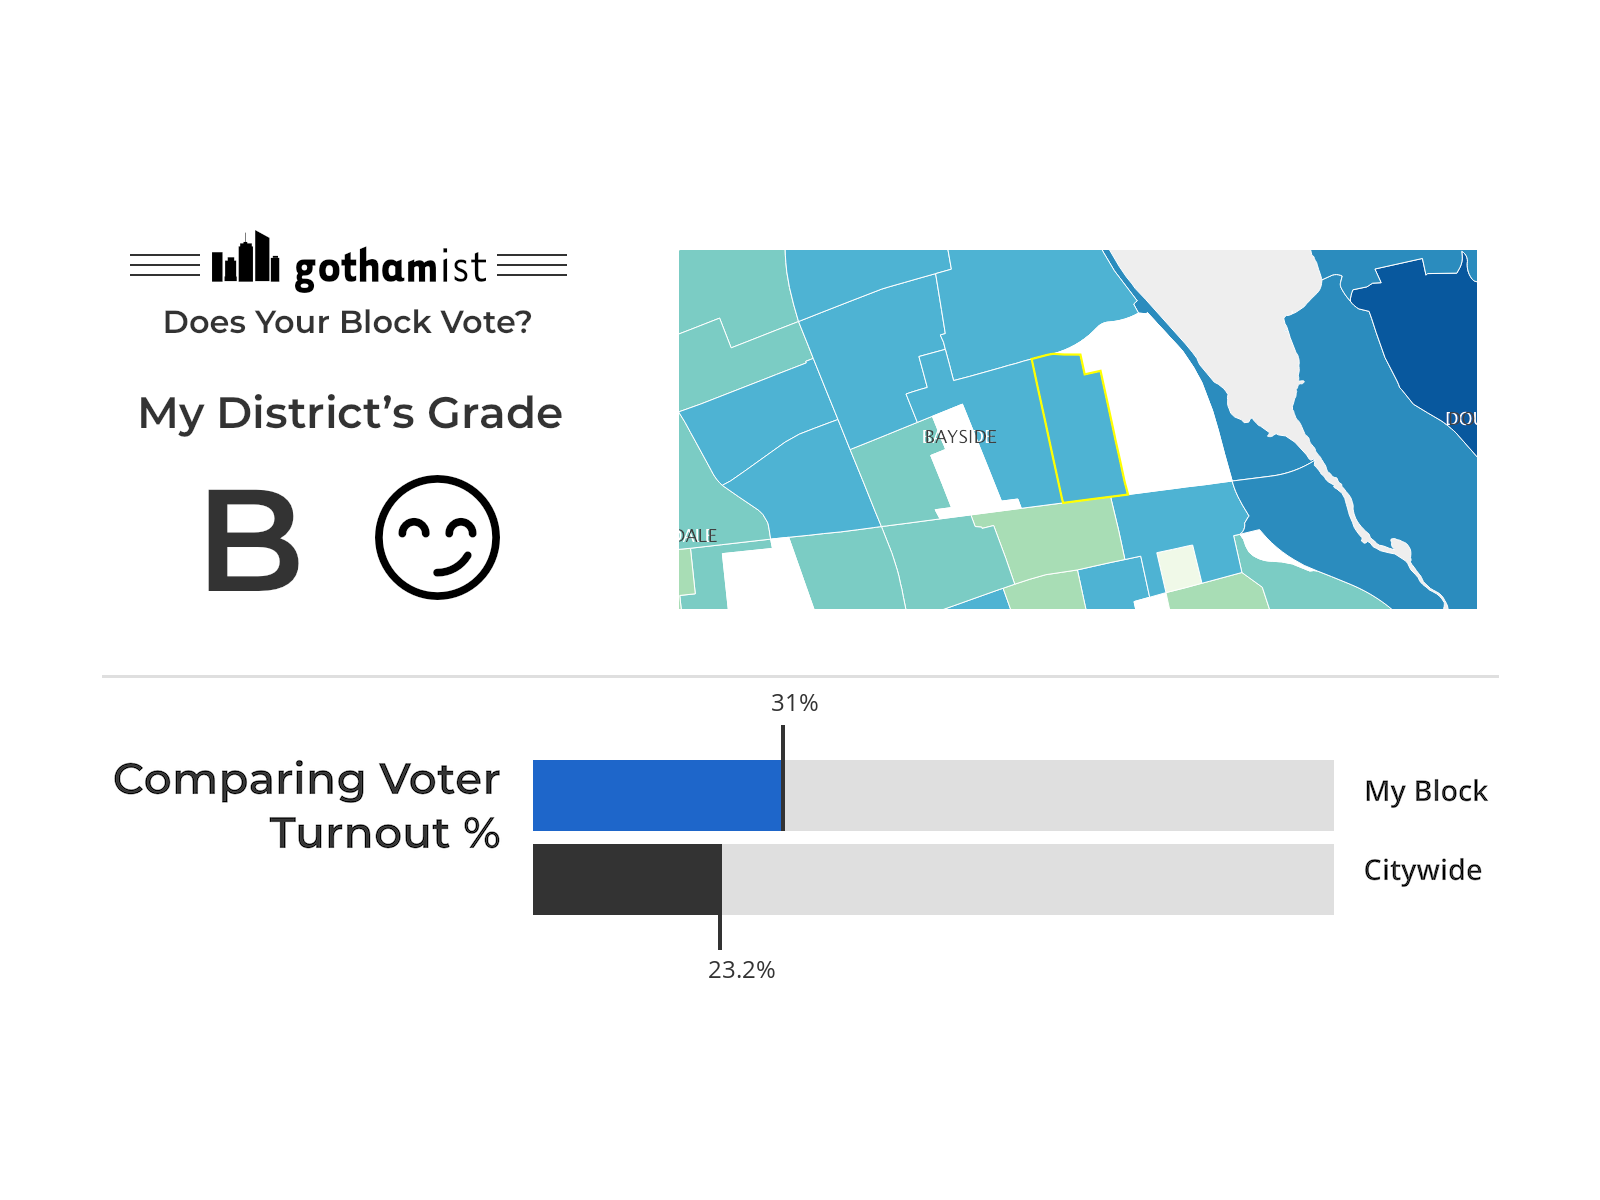 gothamist
Does Your Block Vote?
My District's Grade
B
BAYSIDE
DALE
DOU
31%
Comparing Voter
Turnout %
My Block
Citywide
23.2%